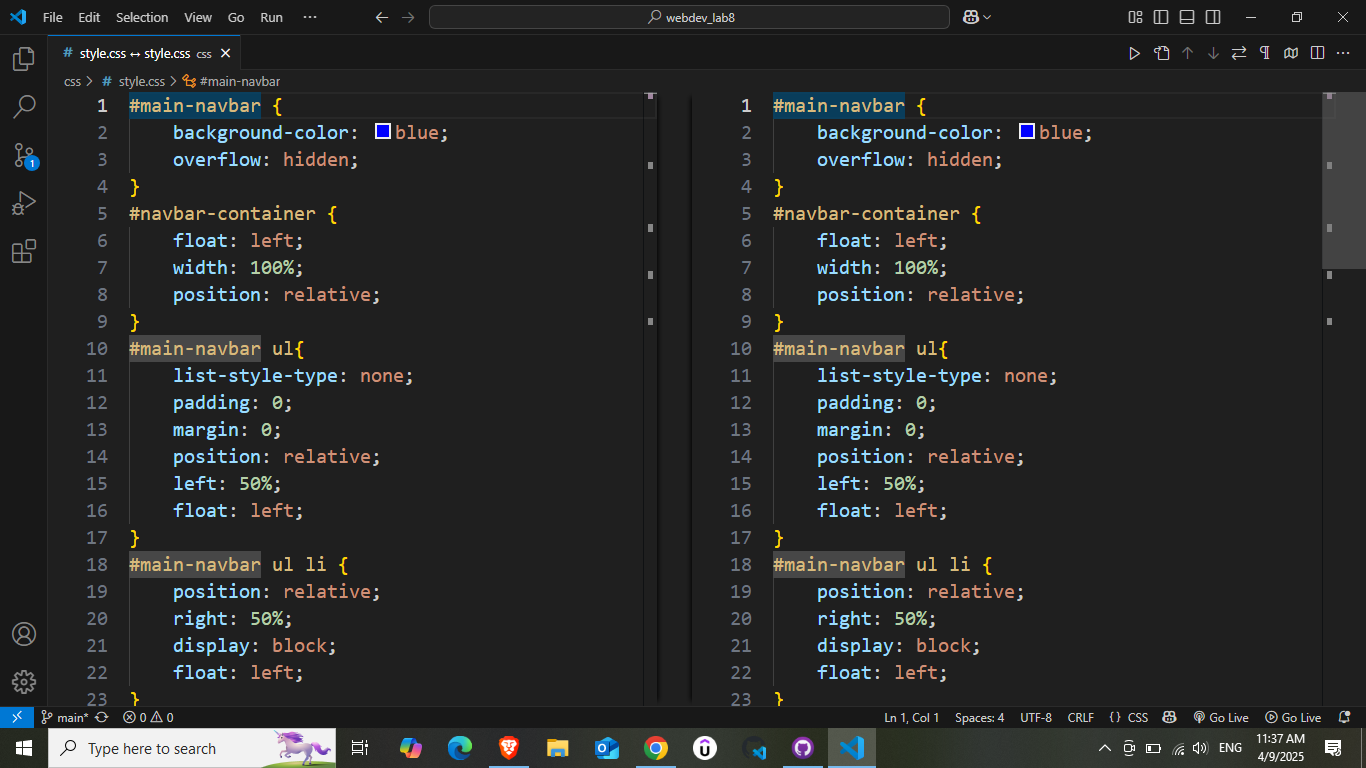 File Edit Selection View Go Run ··· webdev_lab8
# style.css ↔ style.css css
css > # style.css > #main-navbar
1 #main-navbar {
2 background-color: blue;
3 overflow: hidden;
4 }
5 #navbar-container {
6 float: left;
7 width: 100%;
8 position: relative;
9 }
10 #main-navbar ul{
11 list-style-type: none;
12 padding: 0;
13 margin: 0;
14 position: relative;
15 left: 50%;
16 float: left;
17 }
18 #main-navbar ul li {
19 position: relative;
20 right: 50%;
21 display: block;
22 float: left;
23 }
1 #main-navbar {
2 background-color: blue;
3 overflow: hidden;
4 }
5 #navbar-container {
6 float: left;
7 width: 100%;
8 position: relative;
9 }
10 #main-navbar ul{
11 list-style-type: none;
12 padding: 0;
13 margin: 0;
14 position: relative;
15 left: 50%;
16 float: left;
17 }
18 #main-navbar ul li {
19 position: relative;
20 right: 50%;
21 display: block;
22 float: left;
23 }
1
main* 0 0 Ln 1, Col 1 Spaces: 4 UTF-8 CRLF {} CSS Go Live Go Live
Type here to search ENG 11:37 AM
4/9/2025